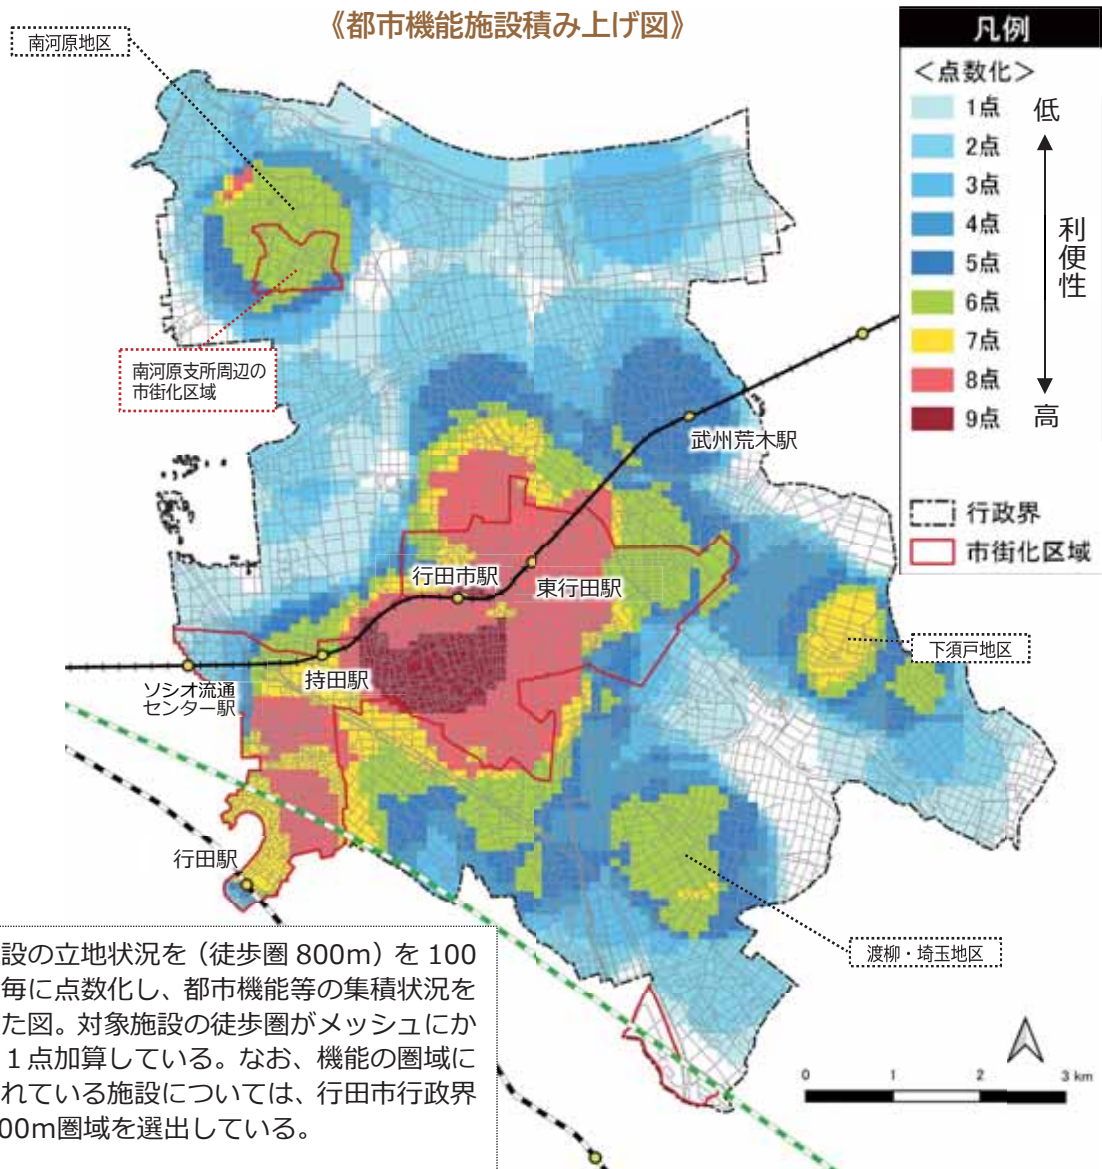 《都市機能施設積み上げ図》
南河原地区
南河原支所周辺の
市街化区域
武州荒木駅
行田市駅
東行田駅
持田駅
ソシオ流通
センター駅
行田駅
下須戸地区
渡柳・埼玉地区
凡例
＜点数化＞
1点
低
2点
3点
4点
利便性
5点
6点
7点
8点
9点
高
行政界
市街化区域
設の立地状況を（徒歩圏 800m）を 100
毎に点数化し、都市機能等の集積状況を
た図。対象施設の徒歩圏がメッシュにか
１点加算している。なお、機能の圏域に
れている施設については、行田市行政界
00m圏域を選出している。
0 1 2 3 km